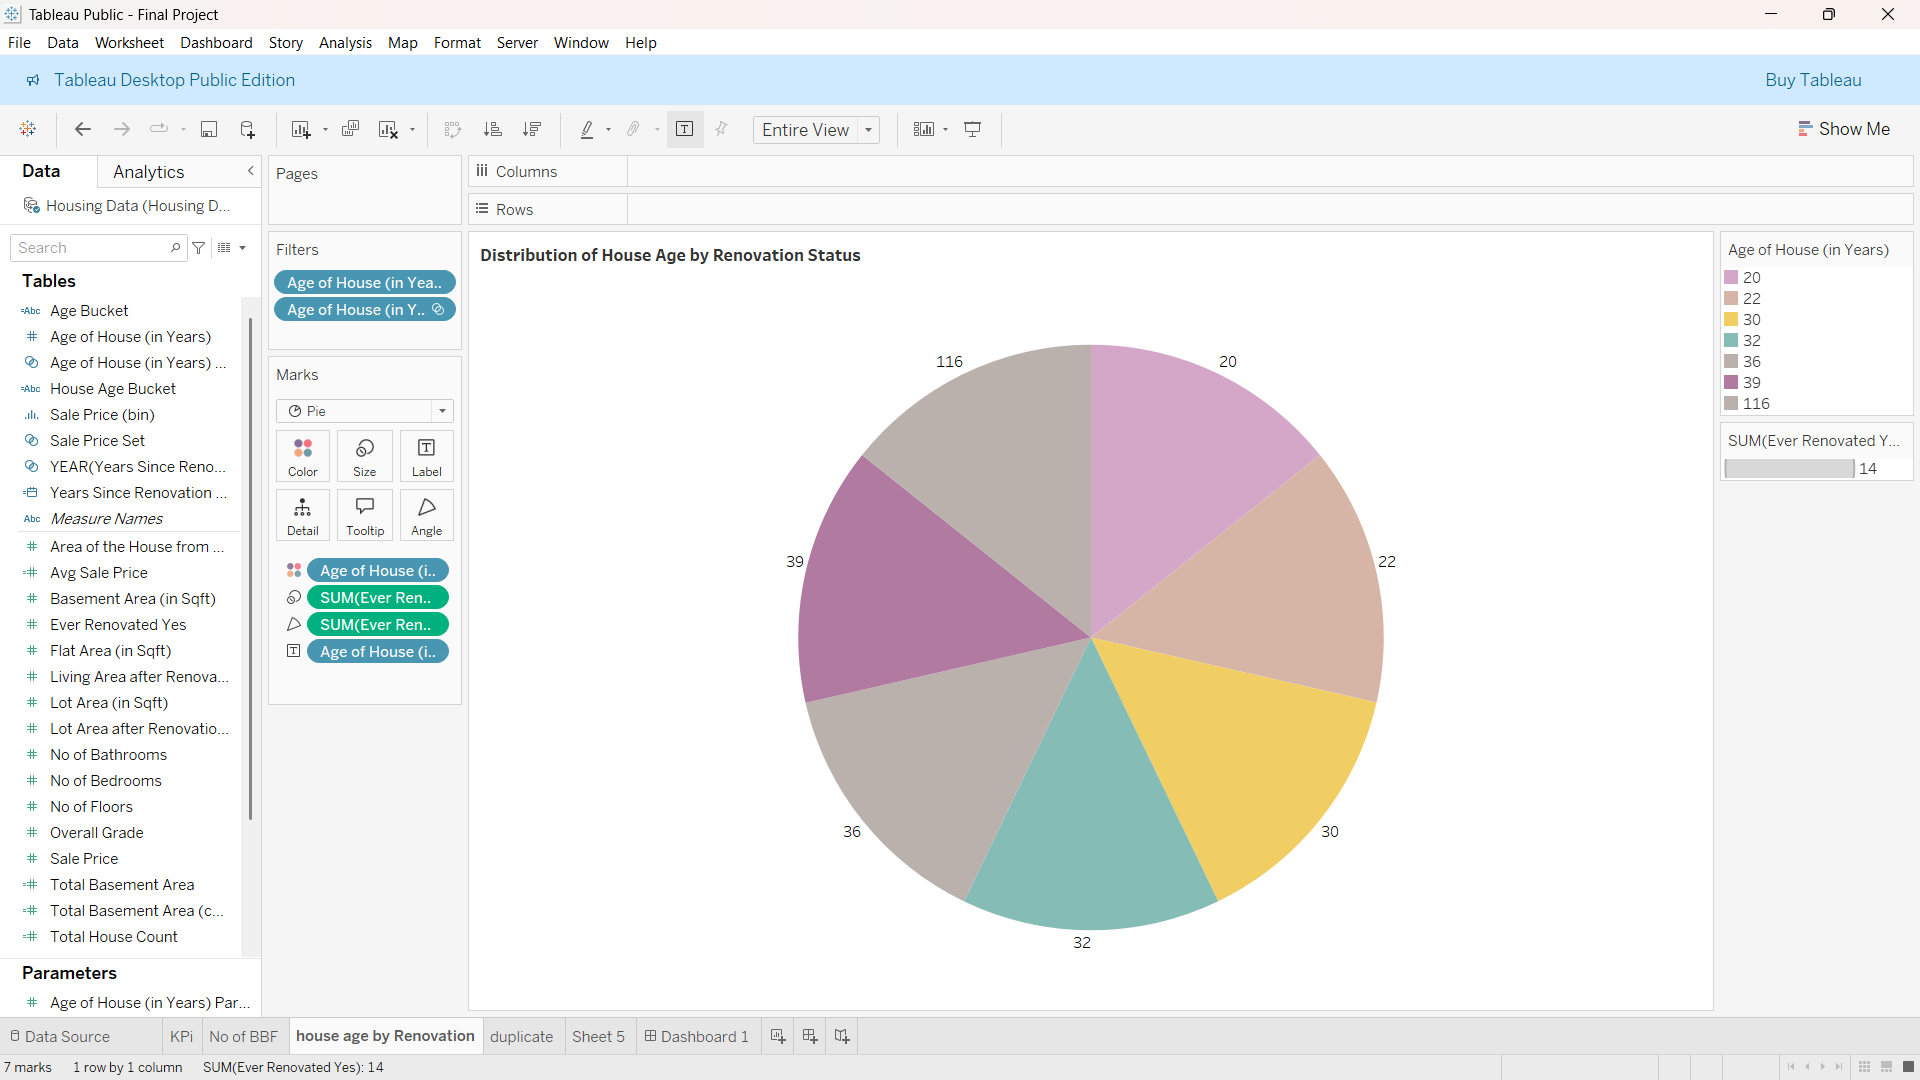 Tableau Public - Final Project
File Data Worksheet Dashboard Story Analysis Map Format Server Window Help
Tableau Desktop Public Edition
Buy Tableau
Entire View
Show Me
Data
Analytics
Housing Data (Housing D...
Search
Tables
Abc Age Bucket
Age of House (in Years)
Age of House (in Years) ...
Abc House Age Bucket
Sale Price (bin)
Sale Price Set
YEAR(Years Since Reno...
Years Since Renovation ...
Abc Measure Names
Area of the House from ...
Avg Sale Price
Basement Area (in Sqft)
Ever Renovated Yes
Flat Area (in Sqft)
Living Area after Renova...
Lot Area (in Sqft)
Lot Area after Renovatio...
No of Bathrooms
No of Bedrooms
No of Floors
Overall Grade
Sale Price
Total Basement Area
Total Basement Area (c...
Total House Count
Parameters
Age of House (in Years) Par...
Pages
Filters
Age of House (in Yea..
Age of House (in Y..
Marks
Pie
Color
Size
Label
Detail
Tooltip
Angle
Age of House (i..
SUM(Ever Ren..
SUM(Ever Ren..
Age of House (i..
Columns
Rows
Distribution of House Age by Renovation Status
116
20
39
22
36
30
32
Age of House (in Years)
20
22
30
32
36
39
116
SUM(Ever Renovated Y...
14
Data Source
KPi
No of BBF
house age by Renovation
duplicate
Sheet 5
Dashboard 1
7 marks
1 row by 1 column
SUM(Ever Renovated Yes): 14